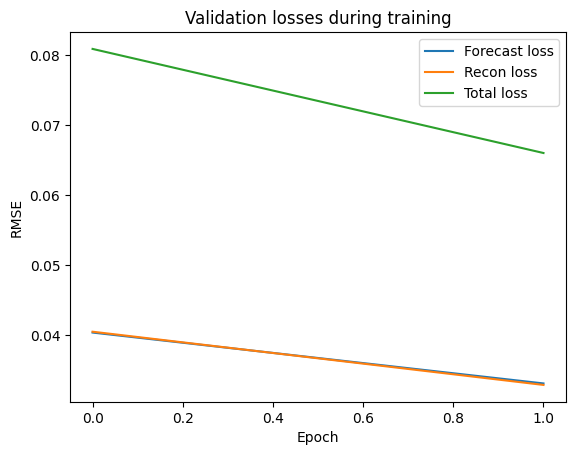 Validation losses during training
Forecast loss
Recon loss
Total loss
0.08
0.07
0.06
0.05
0.04
RMSE
0.0
0.2
0.4
0.6
0.8
1.0
Epoch